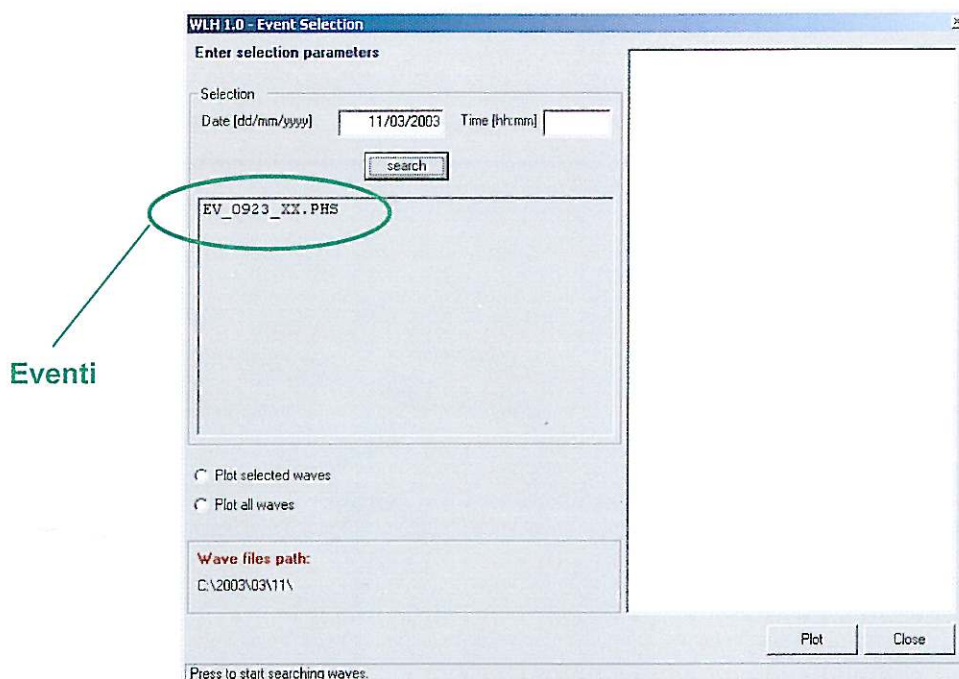 WLH 1.0 - Event Selection
Enter selection parameters
Selection
Date [dd/mm/yyyy] 11/03/2003 Time [hh:mm]
search
EV_0923_XX.PHS
Eventi
Plot selected waves
Plot all waves
Wave files path:
C:\2003\03\11\
Plot Close
Press to start searching waves.